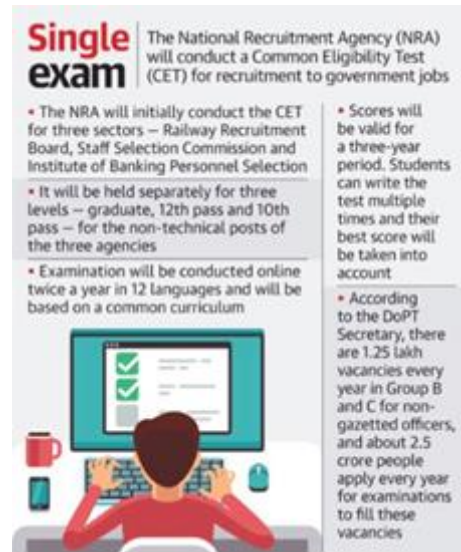 Single
exam
The National Recruitment Agency (NRA)
will conduct a Common Eligibility Test
(CET) for recruitment to government jobs
• The NRA will initially conduct the CET
for three sectors — Railway Recruitment
Board, Staff Selection Commission and
Institute of Banking Personnel Selection
• It will be held separately for three
levels — graduate, 12th pass and 10th
pass — for the non-technical posts of
the three agencies
• Examination will be conducted online
twice a year in 12 languages and will be
based on a common curriculum
• Scores will
be valid for
a three-year
period. Students
can write the
test multiple
times and their
best score will
be taken into
account
• According
to the DoPT
Secretary, there
are 1.25 lakh
vacancies every
year in Group B
and C for non-
gazetted officers,
and about 2.5
crore people
apply every year
for examinations
to fill these
vacancies